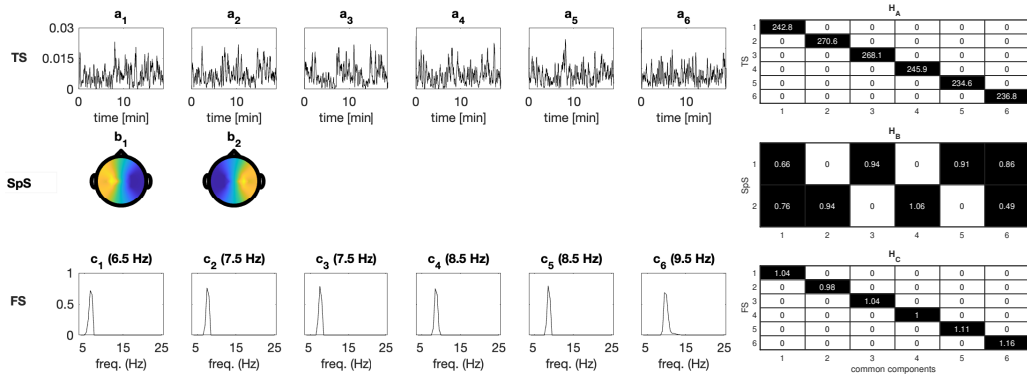 a1 a2 a3 a4 a5 a6
TS
0.03
0.015
0
0 10
0 10
0 10
0 10
0 10
0 10
time [min] time [min] time [min] time [min] time [min] time [min]
b1 b2
SpS
c1 (6.5 Hz) c2 (7.5 Hz) c3 (7.5 Hz) c4 (8.5 Hz) c5 (8.5 Hz) c6 (9.5 Hz)
FS
1
0.5
0
5 15 25
5 15 25
5 15 25
5 15 25
5 15 25
5 15 25
freq. (Hz) freq. (Hz) freq. (Hz) freq. (Hz) freq. (Hz) freq. (Hz)
HA
TS
1 242.8 0 0 0 0 0
2 0 270.6 0 0 0 0
3 0 0 268.1 0 0 0
4 0 0 0 245.9 0 0
5 0 0 0 0 234.6 0
6 0 0 0 0 0 236.8
1 2 3 4 5 6
HB
SpS
1 0.66 0 0.94 0 0.91 0.86
2 0.76 0.94 0 1.06 0 0.49
1 2 3 4 5 6
HC
FS
1 1.04 0 0 0 0 0
2 0 0.98 0 0 0 0
3 0 0 1.04 0 0 0
4 0 0 0 1 0 0
5 0 0 0 0 1.11 0
6 0 0 0 0 0 1.16
1 2 3 4 5 6
common components